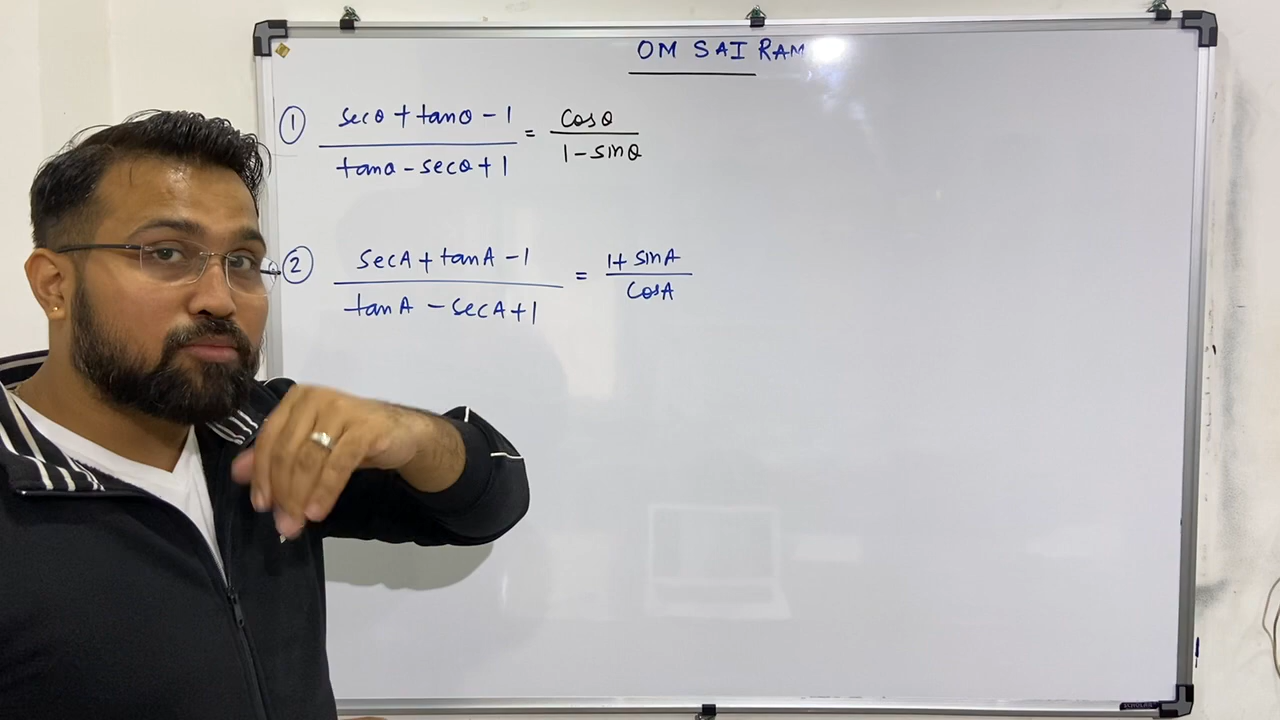 OM SAI RAM
① secθ + tanθ - 1 / tanθ - secθ + 1 = cosθ / 1 - sinθ
② secA + tanA - 1 / tanA - secA + 1 = 1 + sinA / cosA